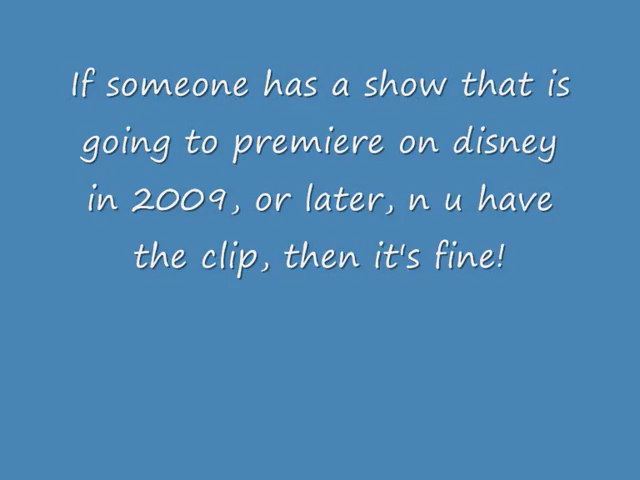 If someone has a show that is
going to premiere on disney
in 2009, or later, n u have
the clip, then it's fine!